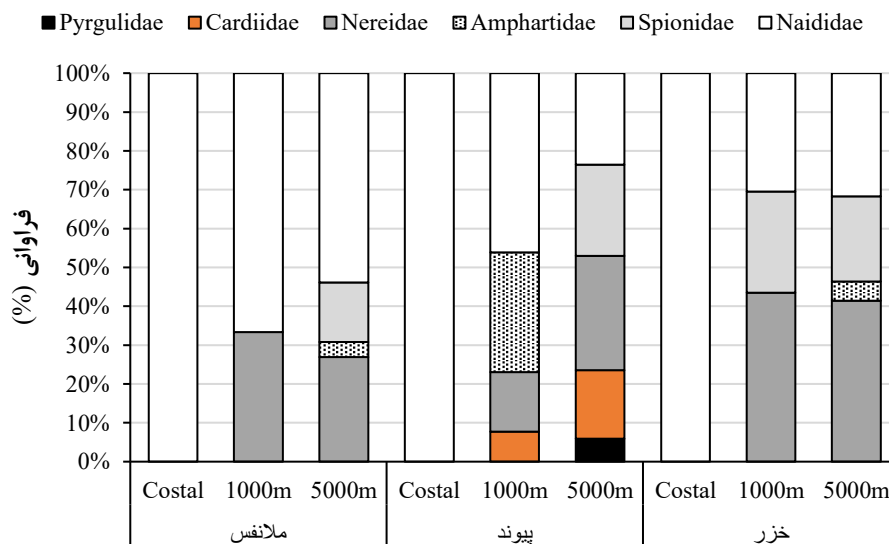 Pyrgulidae Cardiidae Nereidae Amphartidae Spionidae Naididae
100%
90%
80%
70%
60%
50%
40%
30%
20%
10%
0%
فراوانی (%)
Costal 1000m 5000m Costal 1000m 5000m Costal 1000m 5000m
ملانفس پیوند خزر